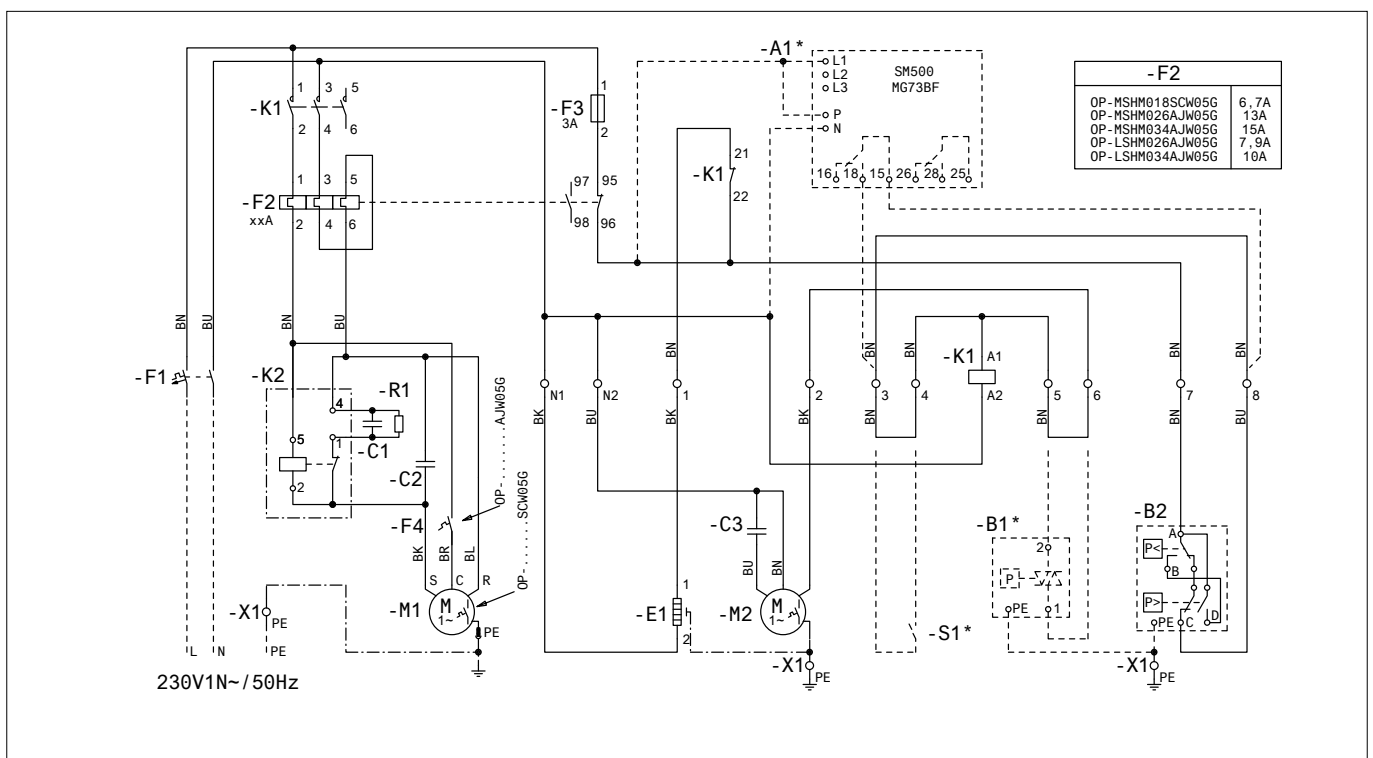 -A1*
L1
L2
L3
SM500
MG73BF
P
N
16 18 15 26 28 25
-F2
OP-MSHM018SCW05G 6,7A
OP-MSHM026AJW05G 13A
OP-MSHM034AJW05G 15A
OP-LSHM026AJW05G 7,9A
OP-LSHM034AJW05G 10A
-K1
1 3 5
2 4 6
-F3
3A
1
2
-K1
21
22
-F2
xxA
1 3 5
2 4 6
97 95
98 96
BN BU BN BU
BN BN BN BN BN BN
-F1
-K2
4
5
1
2
-R1
-C1
-C2
-F4
OP-......AJW05G
OP-......SCW05G
N1 N2 1 2 3 4 5 6 7 8
BK BU BK BK BN BN BN BN BU
-K1
A1
A2
BK BR BL
S C R
-M1
M
1~
PE
-X1
PE
L N PE
230V1N~/50Hz
-E1
1
2
-C3
BU BN
-M2
M
1~
-X1
PE
-S1*
-B1*
2
P
PE 1
-B2
A
P<
B
P>
PE C D
-X1
PE